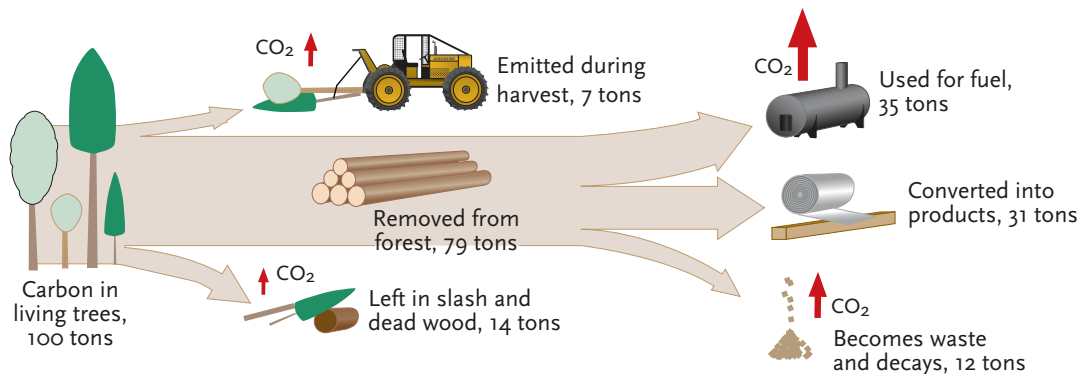 CO2
Emitted during
harvest, 7 tons
CO2
Used for fuel,
35 tons
Removed from
forest, 79 tons
Converted into
products, 31 tons
Carbon in
living trees,
100 tons
CO2
Left in slash and
dead wood, 14 tons
CO2
Becomes waste
and decays, 12 tons